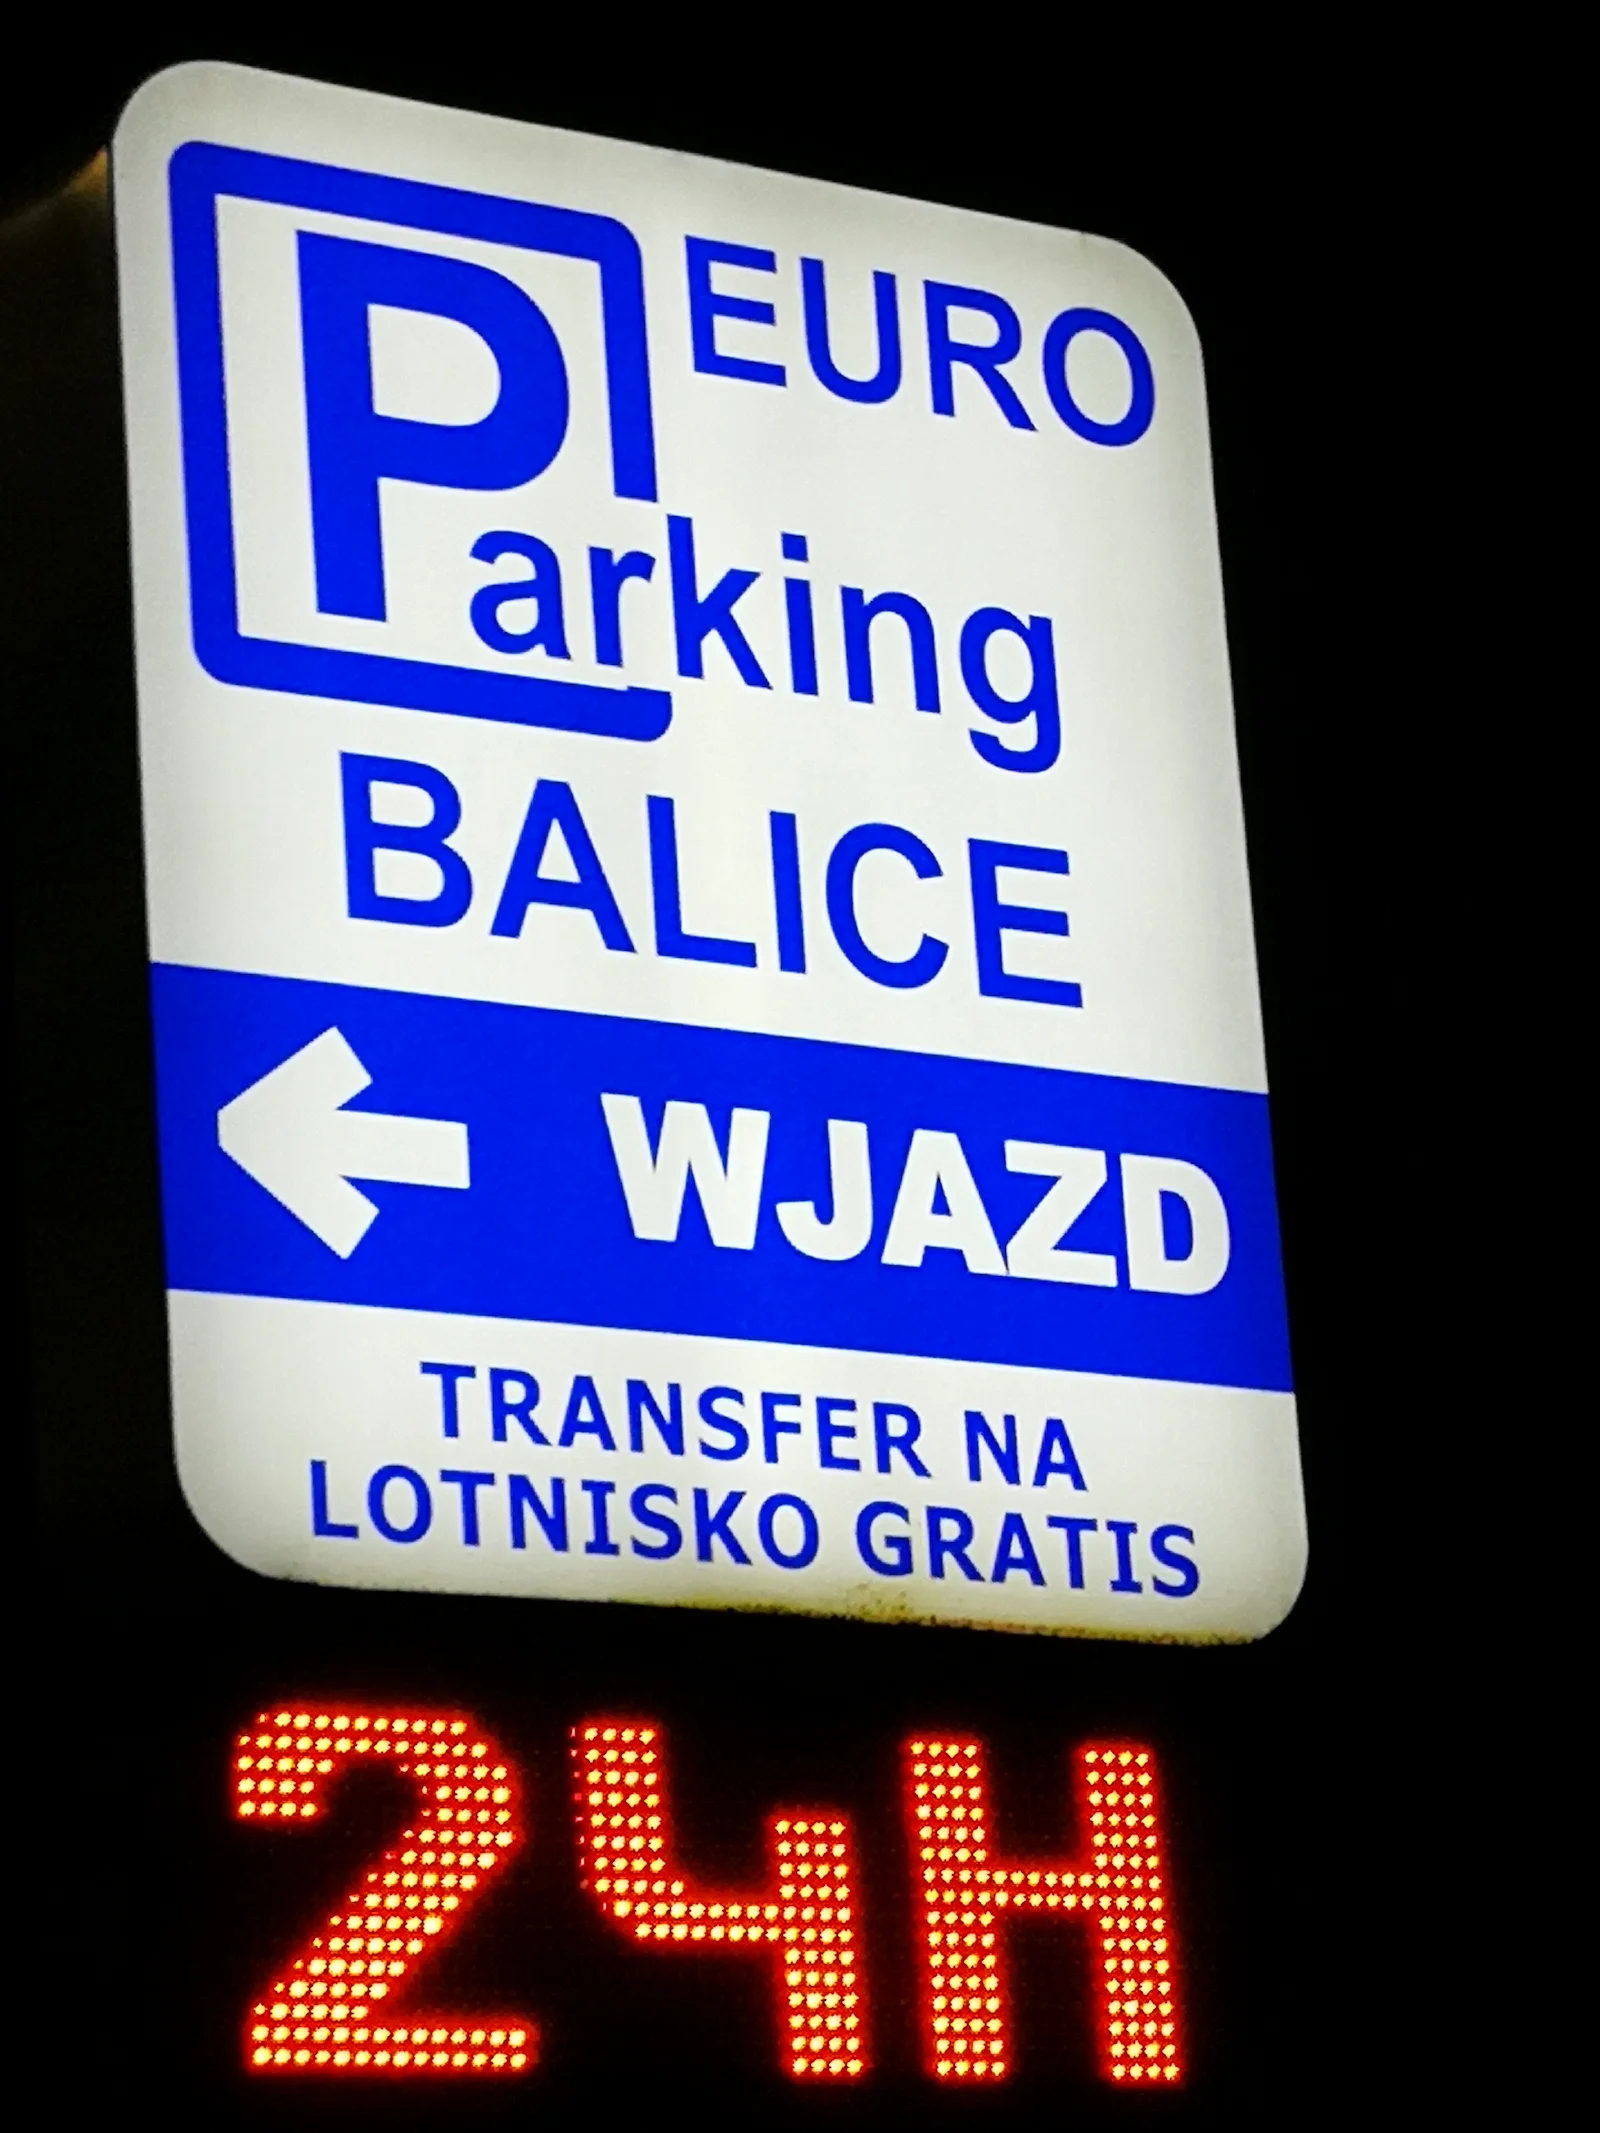 EURO
Parking
BALICE
WJAZD
TRANSFER NA
LOTNISKO GRATIS
24H